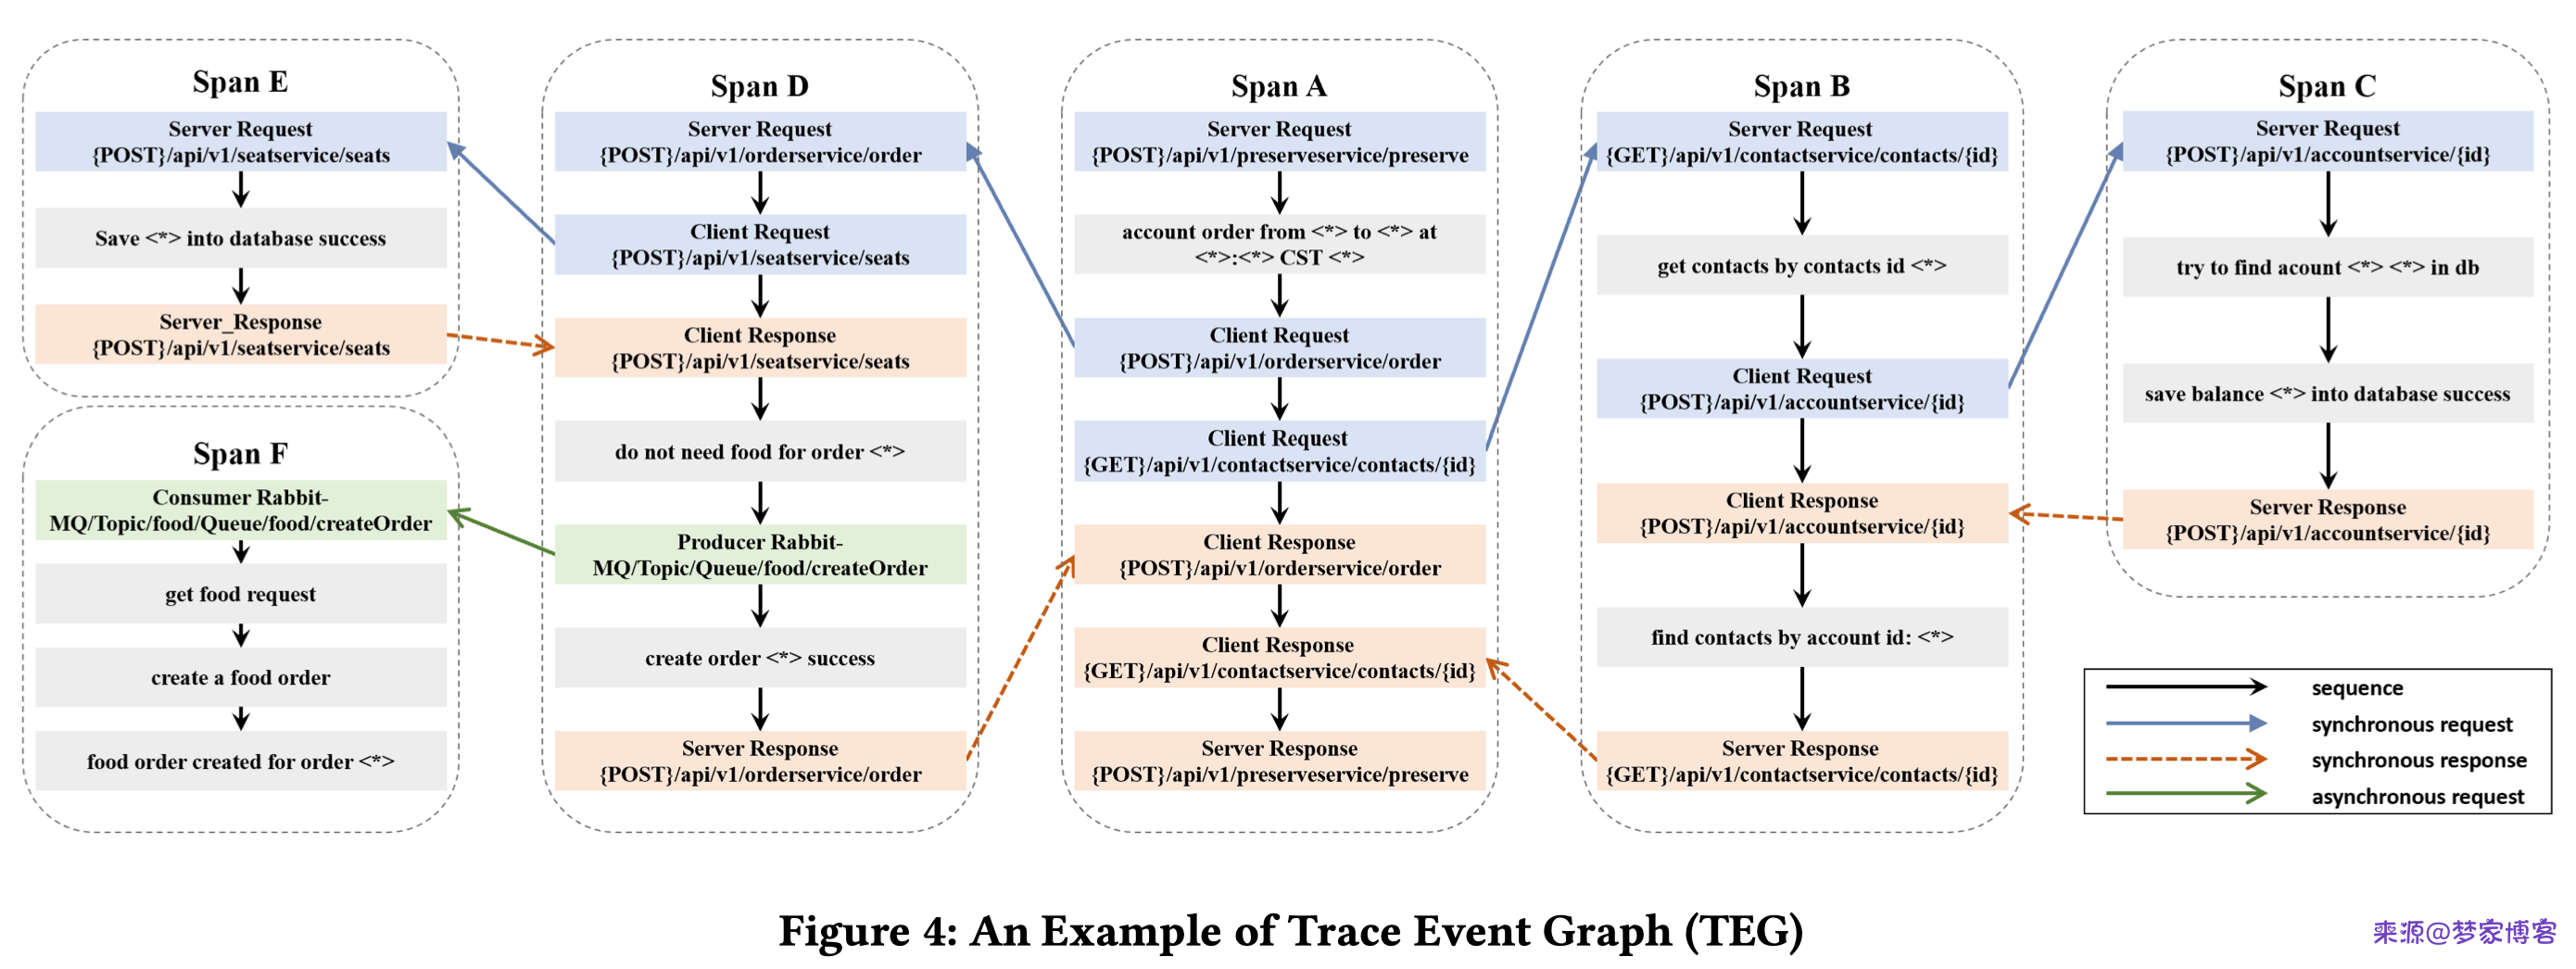 Span E
Server Request
{POST}/api/v1/seatservice/seats
Save <*> into database success
Server_Response
{POST}/api/v1/seatservice/seats
Span F
Consumer Rabbit-
MQ/Topic/food/Queue/food/createOrder
get food request
create a food order
food order created for order <*>
Span D
Server Request
{POST}/api/v1/orderservice/order
Client Request
{POST}/api/v1/seatservice/seats
Client Response
{POST}/api/v1/seatservice/seats
do not need food for order <*>
Producer Rabbit-
MQ/Topic/Queue/food/createOrder
create order <*> success
Server Response
{POST}/api/v1/orderservice/order
Span A
Server Request
{POST}/api/v1/preserveservice/preserve
account order from <*> to <*> at
<*>:<*> CST <*>
Client Request
{POST}/api/v1/orderservice/order
Client Request
{GET}/api/v1/contactservice/contacts/{id}
Client Response
{POST}/api/v1/orderservice/order
Client Response
{GET}/api/v1/contactservice/contacts/{id}
Server Response
{POST}/api/v1/preserveservice/preserve
Span B
Server Request
{GET}/api/v1/contactservice/contacts/{id}
get contacts by contacts id <*>
Client Request
{POST}/api/v1/accountservice/{id}
Client Response
{POST}/api/v1/accountservice/{id}
find contacts by account id: <*>
Server Response
{GET}/api/v1/contactservice/contacts/{id}
Span C
Server Request
{POST}/api/v1/accountservice/{id}
try to find acount <*> <*> in db
save balance <*> into database success
Server Response
{POST}/api/v1/accountservice/{id}
sequence
synchronous request
synchronous response
asynchronous request
Figure 4: An Example of Trace Event Graph (TEG)
来源@梦家博客